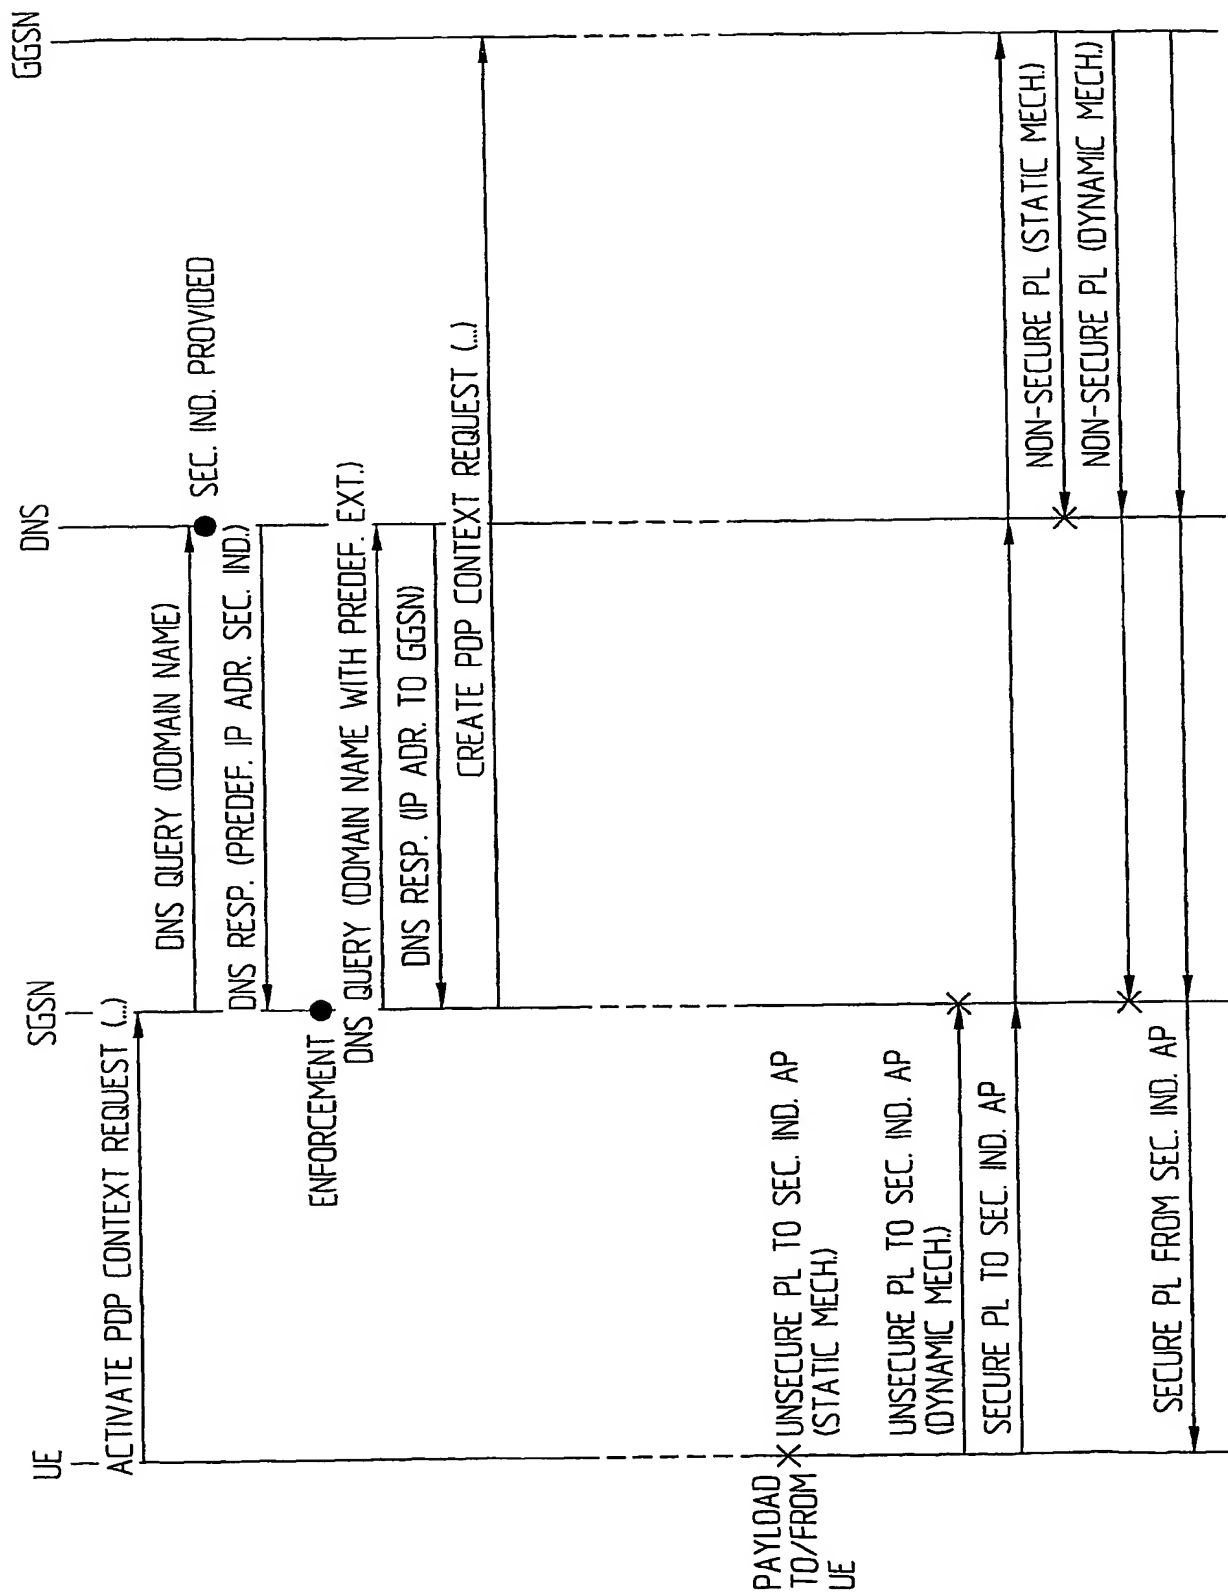 UE
SGSN
DNS
GGSN
ACTIVATE PDP CONTEXT REQUEST (....)
DNS QUERY (DOMAIN NAME)
SEC. IND. PROVIDED
DNS RESP. (PREDEF. IP ADR. SEC. IND.)
ENFORCEMENT
DNS QUERY (DOMAIN NAME WITH PREDEF. EXT.)
DNS RESP. (IP ADR. TO GGSN)
CREATE PDP CONTEXT REQUEST (....)
PAYLOAD
TO/FROM
UE
UNSECURE PL TO SEC. IND. AP
(STATIC MECH.)
UNSECURE PL TO SEC. IND. AP
(DYNAMIC MECH.)
SECURE PL TO SEC. IND. AP
NON-SECURE PL (STATIC MECH.)
NON-SECURE PL (DYNAMIC MECH.)
SECURE PL FROM SEC. IND. AP